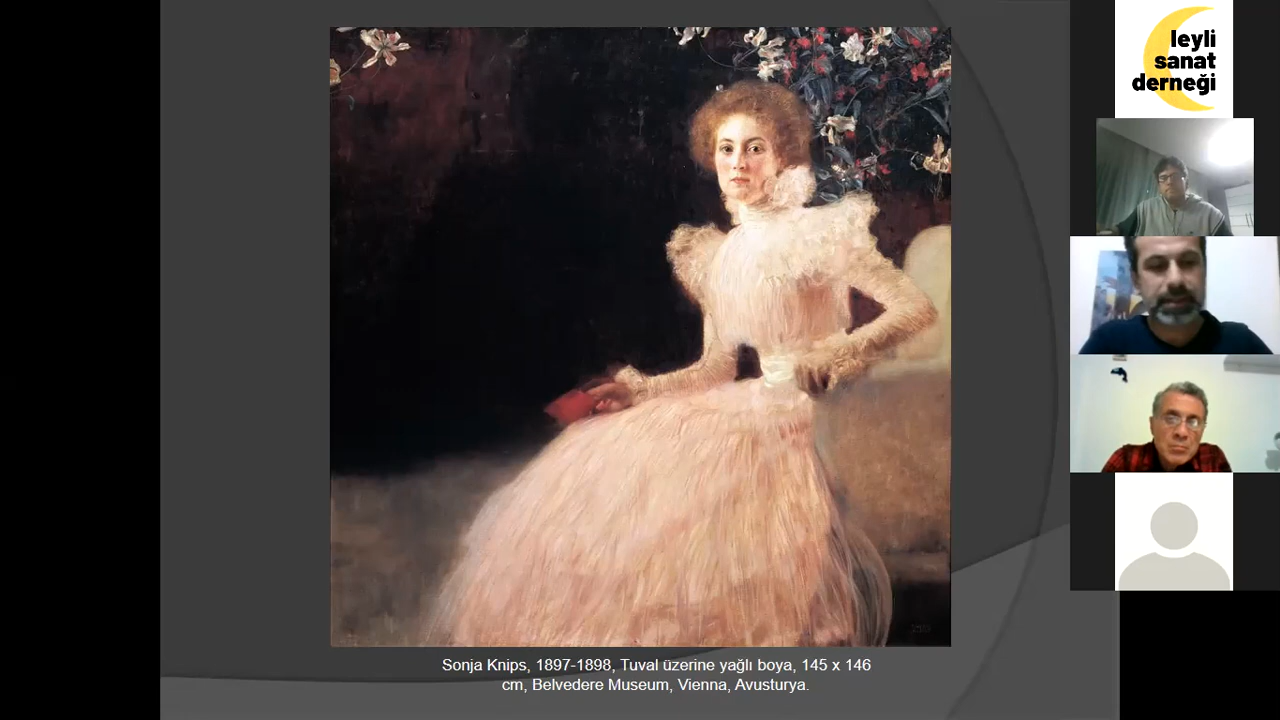 leyli
sanat
derneği
Sonja Knips, 1897-1898, Tuval üzerine yağlı boya, 145 x 146
cm, Belvedere Museum, Vienna, Avusturya.